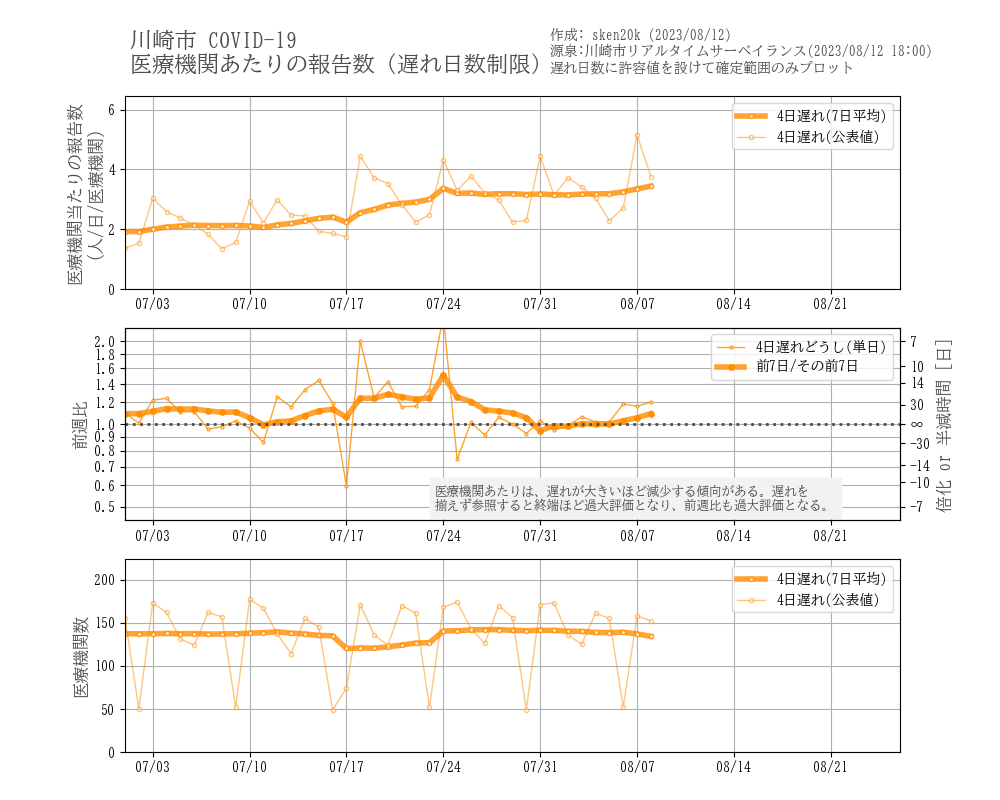 川崎市 COVID-19
医療機関あたりの報告数（遅れ日数制限）
作成: sken20k (2023/08/12)
源泉:川崎市リアルタイムサーベイランス(2023/08/12 18:00)
遅れ日数に許容値を設けて確定範囲のみプロット
医療機関当たりの報告数
(人/日/医療機関)
6
4
2
0
4日遅れ(7日平均)
4日遅れ(公表値)
07/03 07/10 07/17 07/24 07/31 08/07 08/14 08/21
前週比
2.0
1.8
1.6
1.4
1.2
1.0
0.9
0.8
0.7
0.6
0.5
4日遅れどうし(単日)
前7日/その前7日
7
10
14
30
∞
-30
-14
-10
-7
倍化 or 半減時間 [日]
医療機関あたりは、遅れが大きいほど減少する傾向がある。遅れを
揃えず参照すると終端ほど過大評価となり、前週比も過大評価となる。
07/03 07/10 07/17 07/24 07/31 08/07 08/14 08/21
医療機関数
200
150
100
50
0
4日遅れ(7日平均)
4日遅れ(公表値)
07/03 07/10 07/17 07/24 07/31 08/07 08/14 08/21